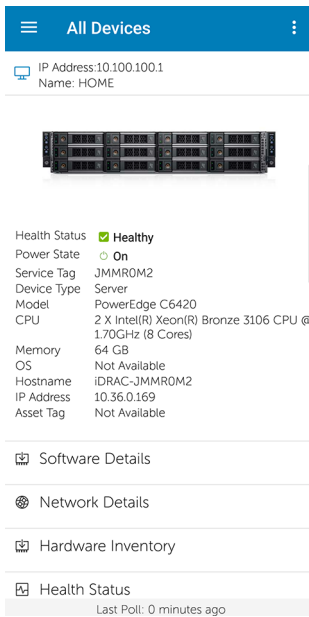 All Devices
IP Address:10.100.100.1
Name: HOME
Health Status Healthy
Power State On
Service Tag JMMR0M2
Device Type Server
Model PowerEdge C6420
CPU 2 X Intel(R) Xeon(R) Bronze 3106 CPU @
1.70GHz (8 Cores)
Memory 64 GB
OS Not Available
Hostname iDRAC-JMMR0M2
IP Address 10.36.0.169
Asset Tag Not Available
Software Details
Network Details
Hardware Inventory
Health Status
Last Poll: 0 minutes ago